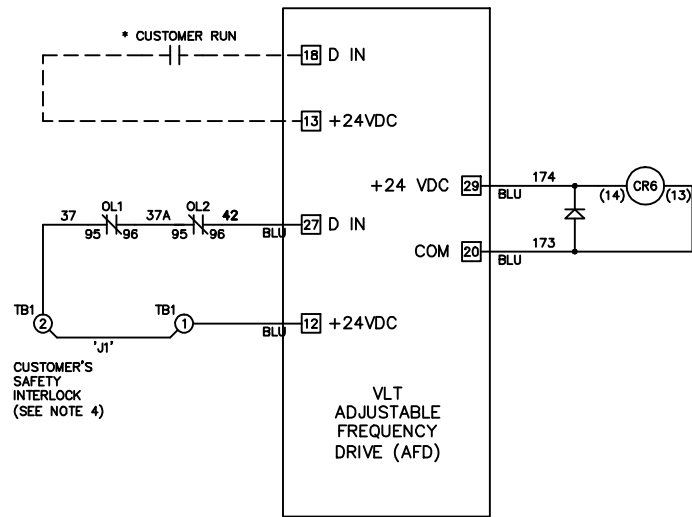 * CUSTOMER RUN
18 D IN
13 +24VDC
+24 VDC 29
174
BLU
(14) CR6 (13)
37 OL1 37A OL2 42
95 96 95 96 BLU
27 D IN
COM 20
173
BLU
TB1 TB1
2 1
'J1'
BLU
12 +24VDC
CUSTOMER'S
SAFETY
INTERLOCK
(SEE NOTE 4)
VLT
ADJUSTABLE
FREQUENCY
DRIVE (AFD)